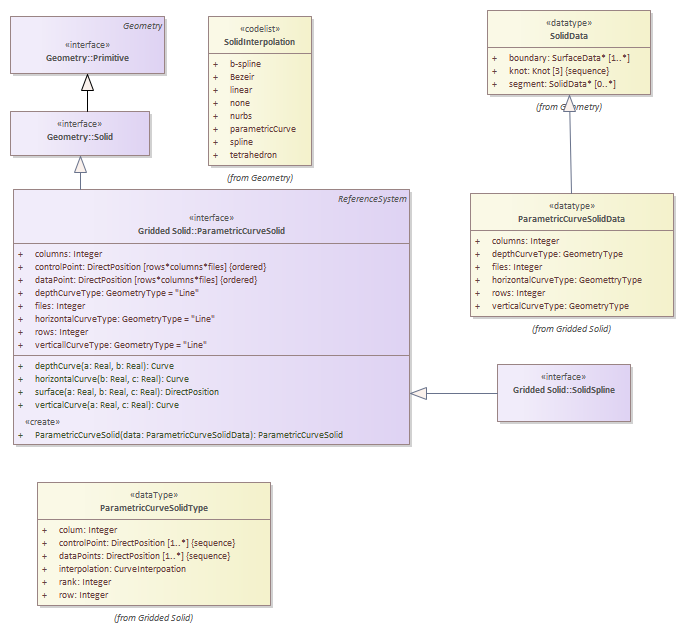 Geometry
«interface»
Geometry::Primitive
«interface»
Geometry::Solid
«codelist»
SolidInterpolation
+ b-spline
+ Bezeir
+ linear
+ none
+ nurbs
+ parametricCurve
+ spline
+ tetrahedron
(from Geometry)
«datatype»
SolidData
+ boundary: SurfaceData* [1..*]
+ knot: Knot [3] {sequence}
+ segment: SolidData* [0..*]
(from Geometry)
ReferenceSystem
«interface»
Gridded Solid::ParametricCurveSolid
+ columns: Integer
+ controlPoint: DirectPosition [rows*columns*files] {ordered}
+ dataPoint: DirectPosition [rows*columns*files] {ordered}
+ depthCurveType: GeometryType = "Line"
+ files: Integer
+ horizontalCurveType: GeometryType = "Line"
+ rows: Integer
+ verticallCurveType: GeometryType = "Line"
+ depthCurve(a: Real, b: Real): Curve
+ horizontalCurve(b: Real, c: Real): Curve
+ surface(a: Real, b: Real, c: Real): DirectPosition
+ verticalCurve(a: Real, c: Real): Curve
«create»
+ ParametricCurveSolid(data: ParametricCurveSolidData): ParametricCurveSolid
«datatype»
ParametricCurveSolidData
+ columns: Integer
+ depthCurveType: GeometryType
+ files: Integer
+ horizontalCurveType: GeomettryType
+ rows: Integer
+ verticalCurveType: GeometryType
(from Gridded Solid)
«interface»
Gridded Solid::SolidSpline
«dataType»
ParametricCurveSolidType
+ colum: Integer
+ controlPoint: DirectPosition [1..*] {sequence}
+ dataPoints: DirectPosition [1..*] {sequence}
+ interpolation: CurveInterpoation
+ rank: Integer
+ row: Integer
(from Gridded Solid)